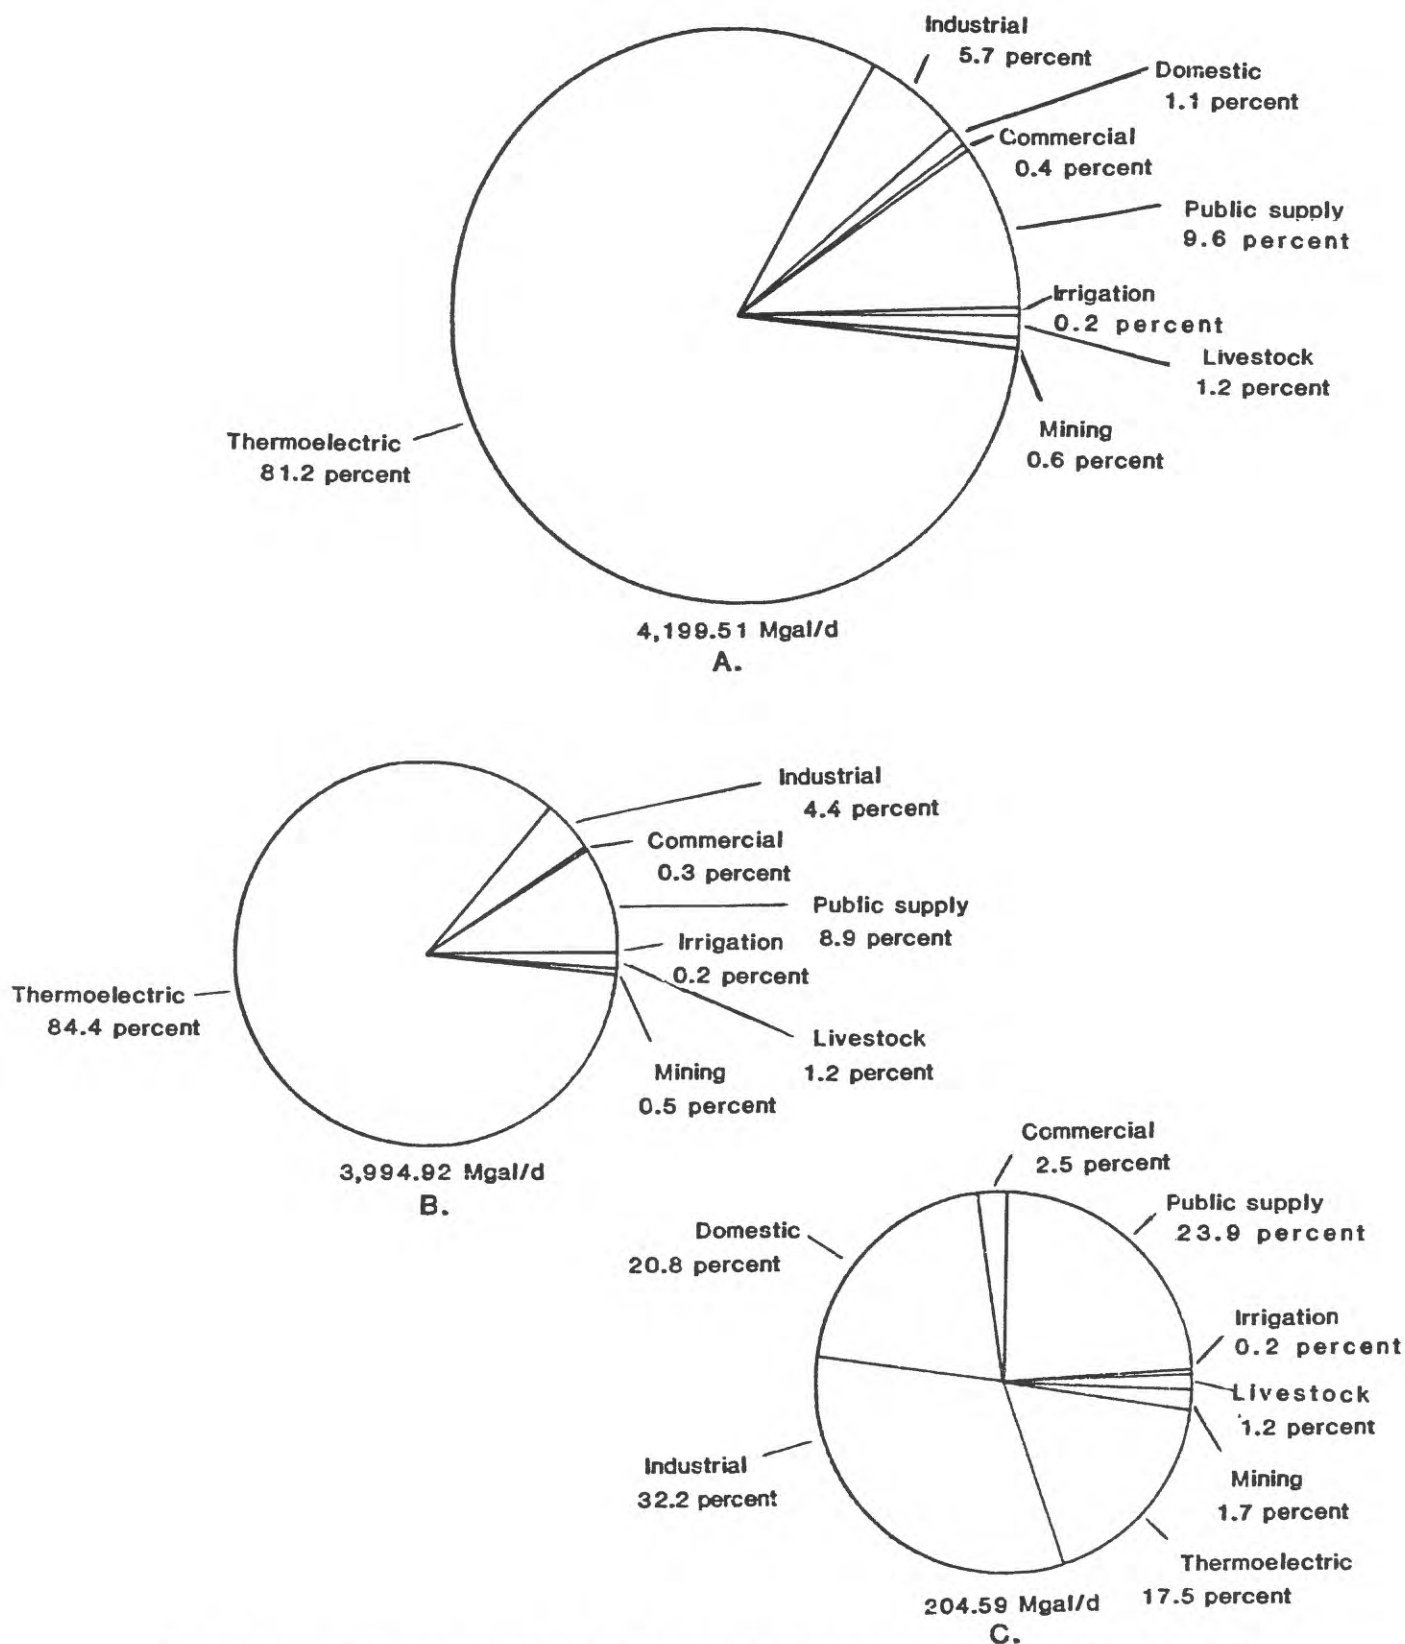 Industrial
5.7 percent
Domestic
1.1 percent
Commercial
0.4 percent
Public supply
9.6 percent
Irrigation
0.2 percent
Livestock
1.2 percent
Mining
0.6 percent
Thermoelectric
81.2 percent
4,199.51 Mgal/d
A.
Industrial
4.4 percent
Commercial
0.3 percent
Public supply
8.9 percent
Irrigation
0.2 percent
Livestock
1.2 percent
Mining
0.5 percent
Thermoelectric
84.4 percent
3,994.92 Mgal/d
B.
Commercial
2.5 percent
Public supply
23.9 percent
Domestic
20.8 percent
Irrigation
0.2 percent
Livestock
1.2 percent
Industrial
32.2 percent
Mining
1.7 percent
Thermoelectric
17.5 percent
204.59 Mgal/d
C.